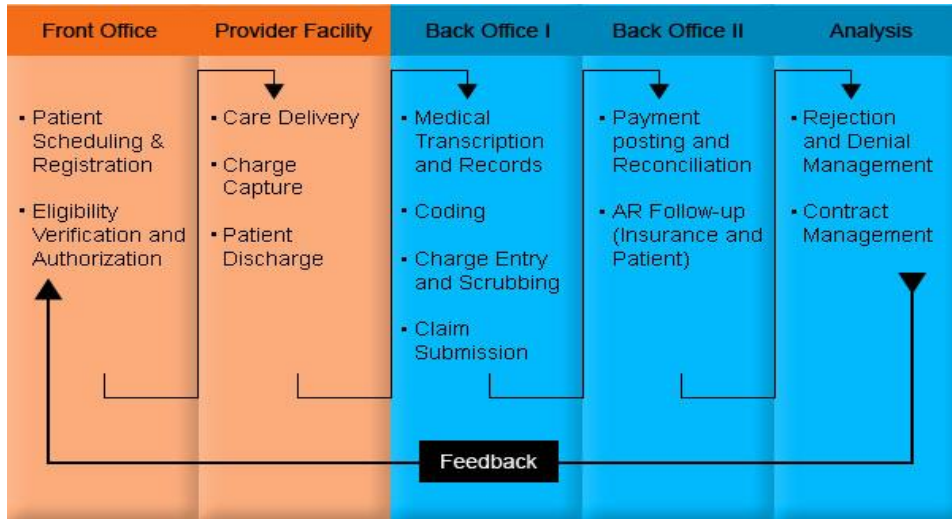 Front Office
Provider Facility
Back Office I
Back Office II
Analysis
▪ Patient
Scheduling &
Registration
▪ Eligibility
Verification and
Authorization
▪ Care Delivery
▪ Charge
Capture
▪ Patient
Discharge
▪ Medical
Transcription
and Records
▪ Coding
▪ Charge Entry
and Scrubbing
▪ Claim
Submission
▪ Payment
posting and
Reconciliation
▪ AR Follow-up
(Insurance and
Patient)
▪ Rejection
and Denial
Management
▪ Contract
Management
Feedback